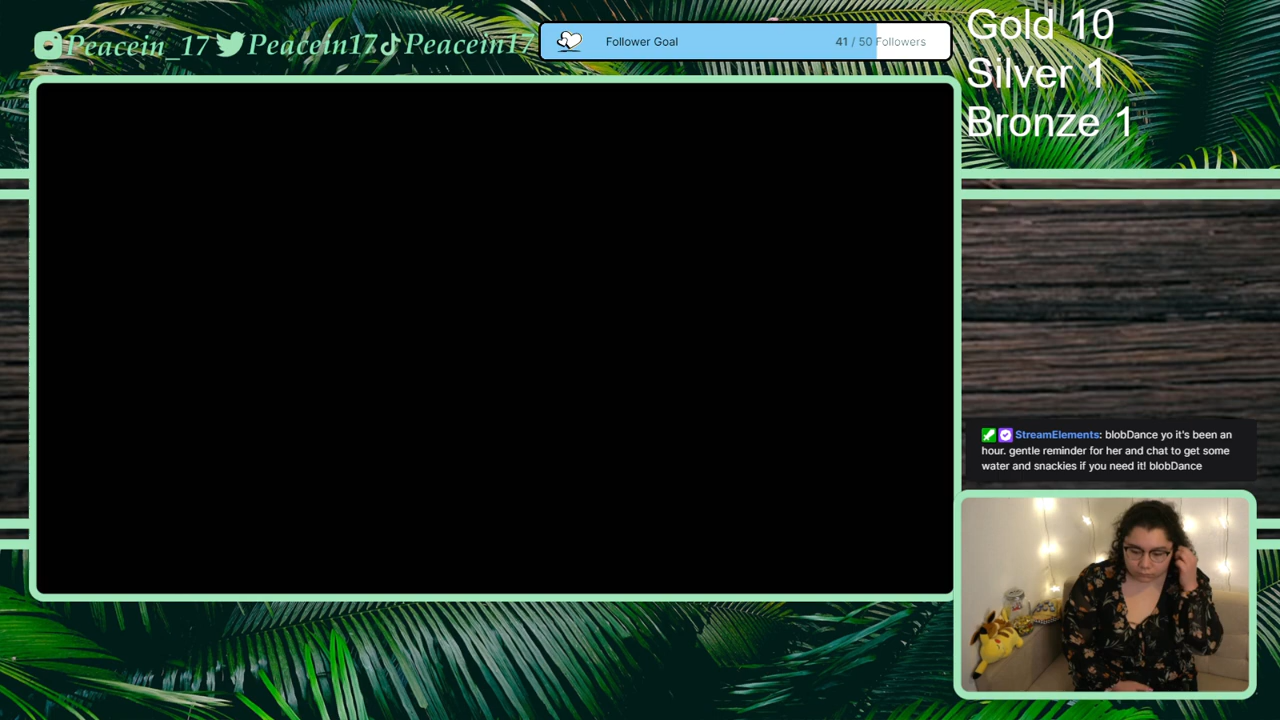 Peacein_17 Peacein17 Peacein17
Follower Goal 41 / 50 Followers
Gold 10
Silver 1
Bronze 1
StreamElements: blobDance yo it's been an
hour. gentle reminder for her and chat to get some
water and snackies if you need it! blobDance